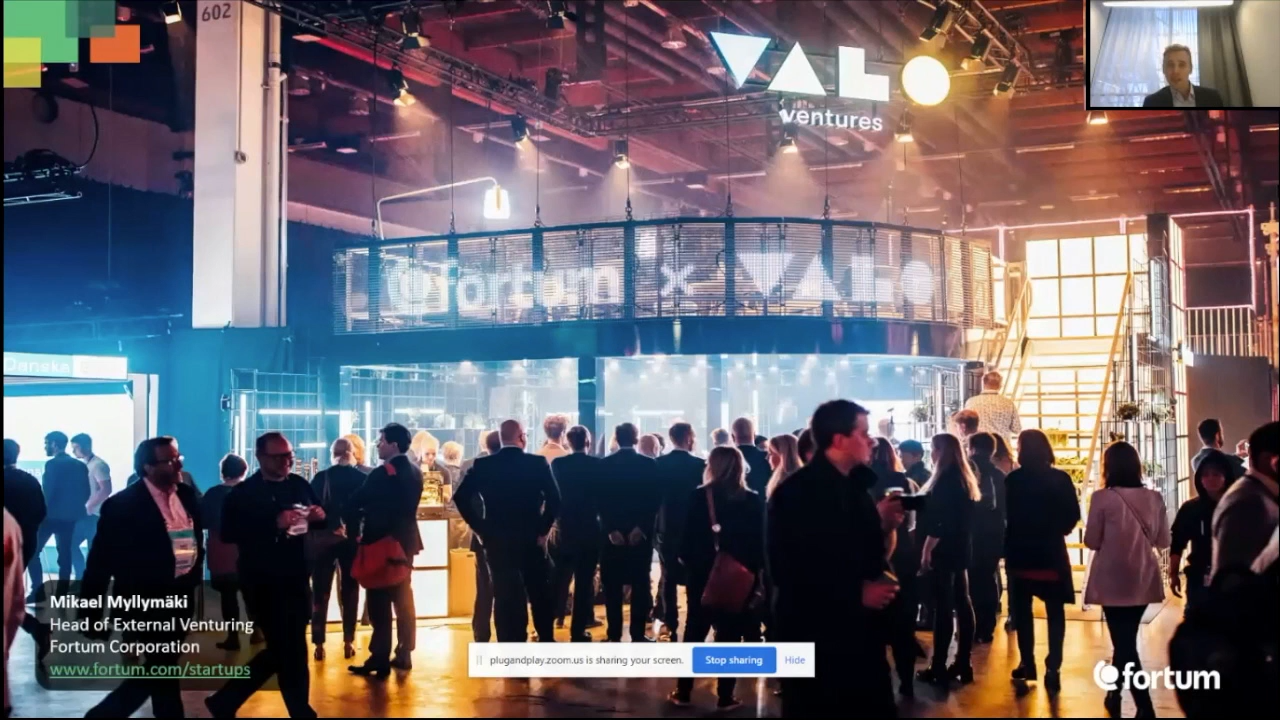 602
VALO
ventures
fortum x VALO
Danske
Mikael Myllymäki
Head of External Venturing
Fortum Corporation
www.fortum.com/startups
plugandplay.zoom.us is sharing your screen.
Stop sharing
Hide
fortum